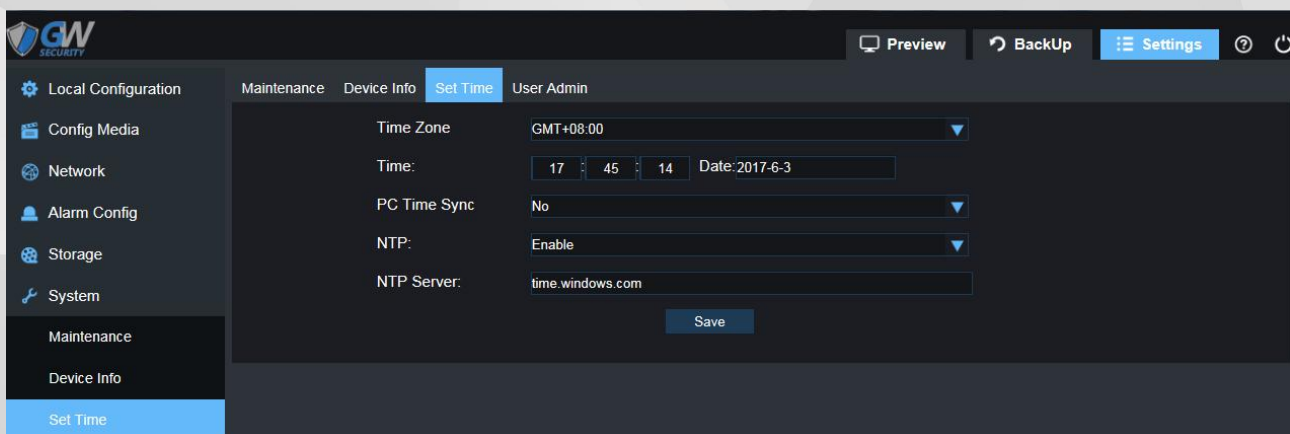 GW
SECURITY
Preview
BackUp
Settings
Local Configuration
Config Media
Network
Alarm Config
Storage
System
Maintenance
Device Info
Set Time
Maintenance Device Info Set Time User Admin
Time Zone GMT+08:00
Time: 17 : 45 : 14 Date: 2017-6-3
PC Time Sync No
NTP: Enable
NTP Server: time.windows.com
Save